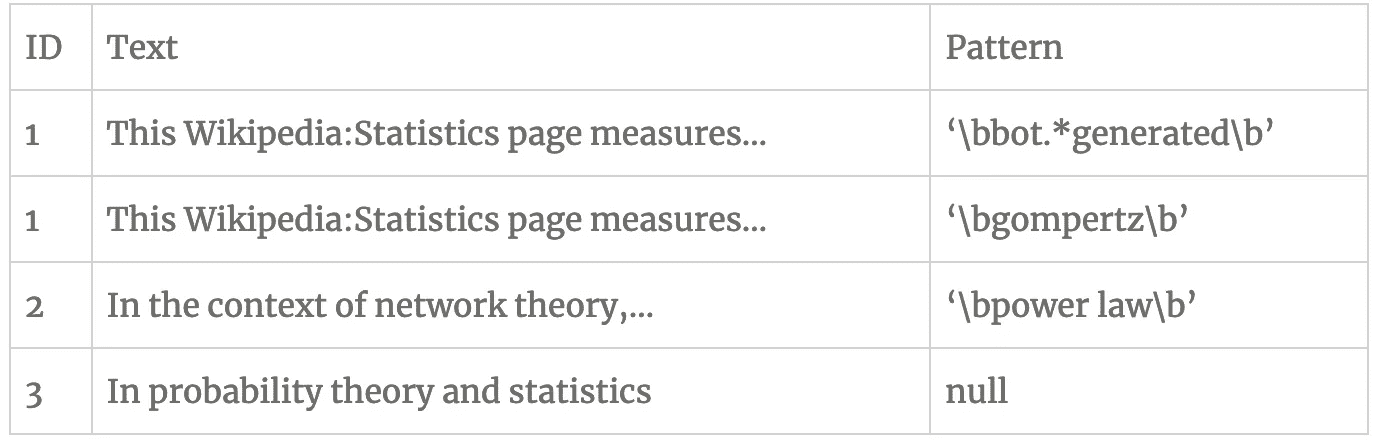 ID Text Pattern
1 This Wikipedia:Statistics page measures... ‘\bbot.*generated\b’
1 This Wikipedia:Statistics page measures... ‘\bgompertz\b’
2 In the context of network theory,... ‘\bpower law\b’
3 In probability theory and statistics null